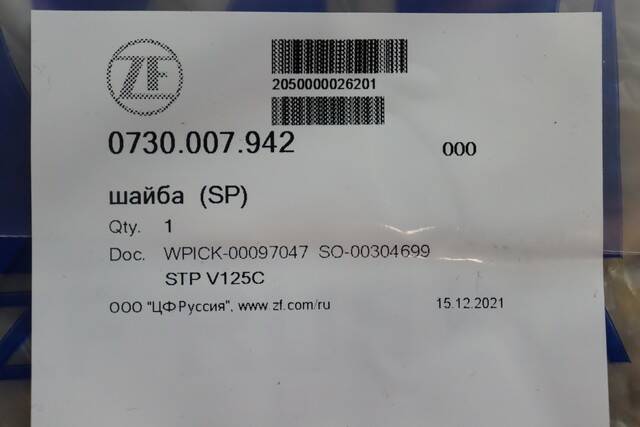 ZF
2050000026201
0730.007.942 000
шайба (SP)
Qty. 1
Doc. WPICK-00097047 SO-00304699
STP V125C
ООО "ЦФ Руссия", www.zf.com/ru 15.12.2021